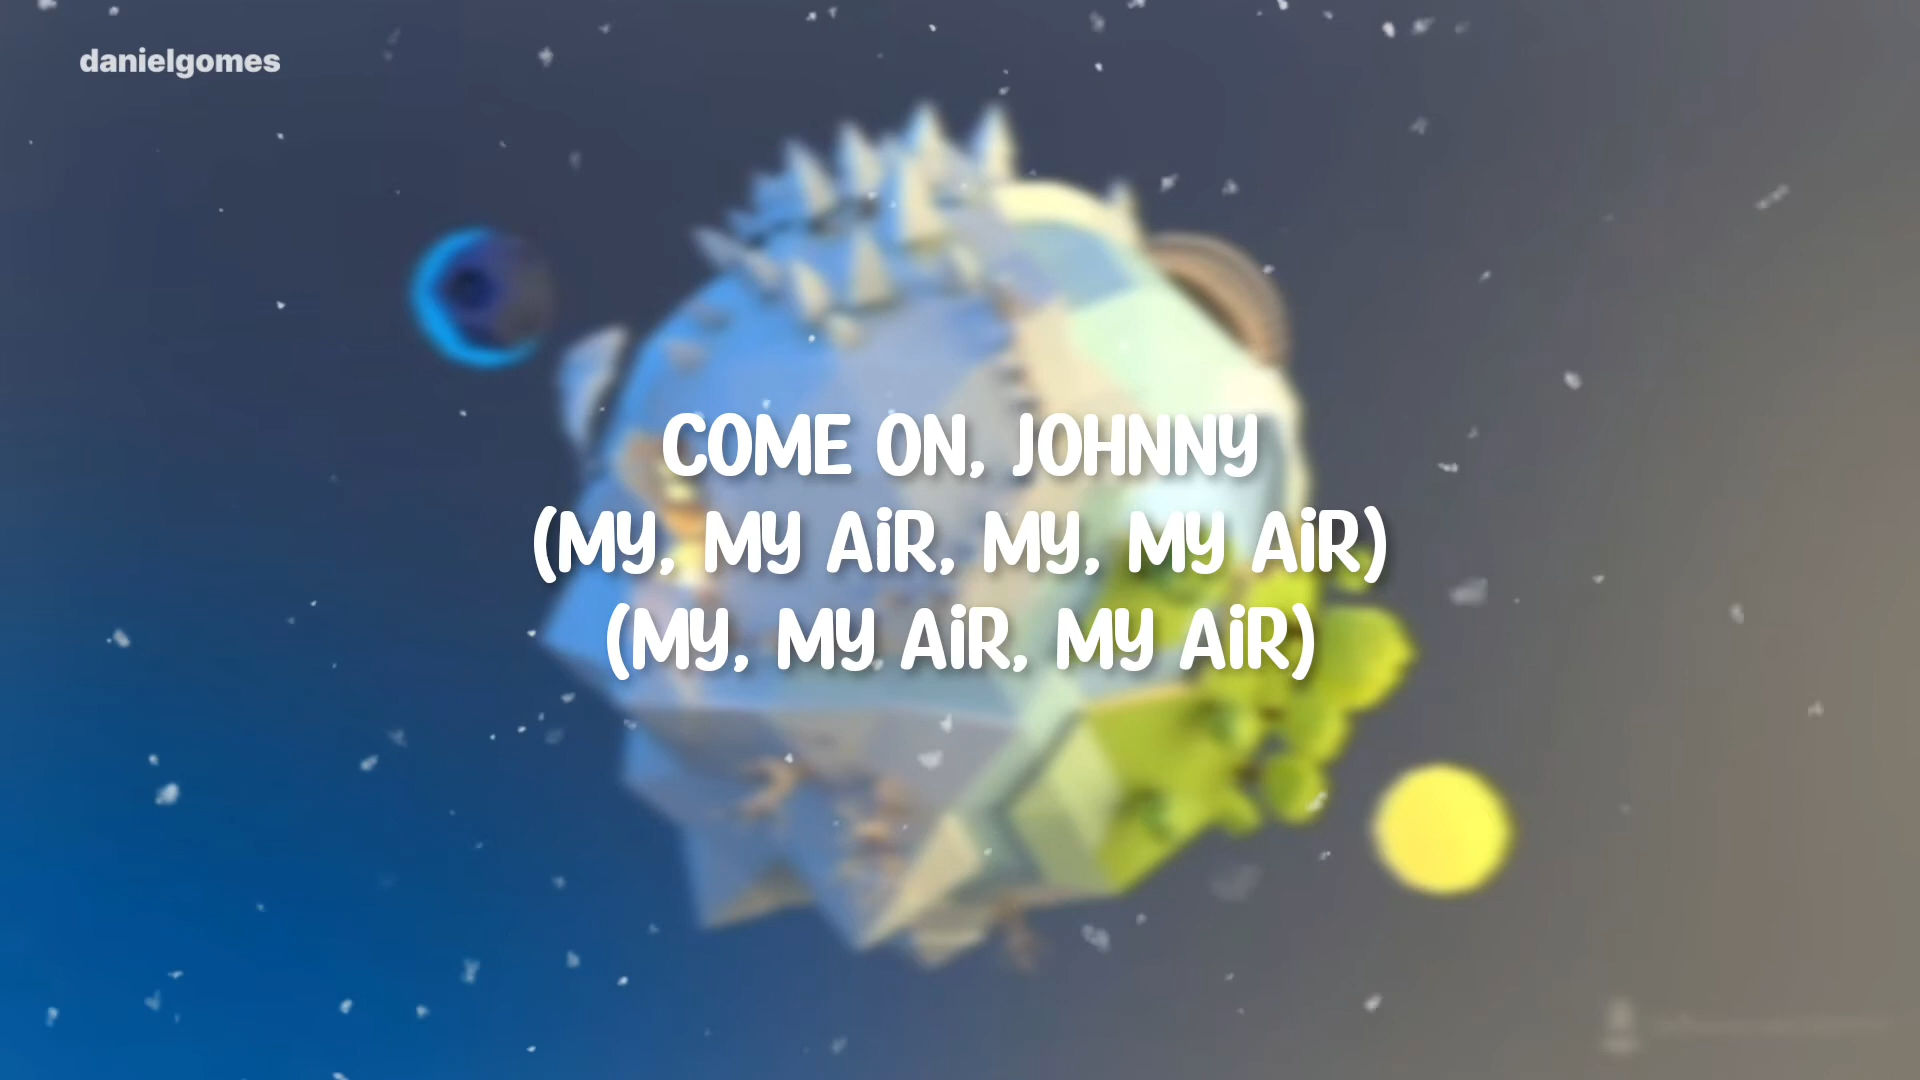 danielgomes
COME ON, JOHNNY
(MY, MY AiR, MY, MY AiR)
(MY, MY AiR, MY AiR)